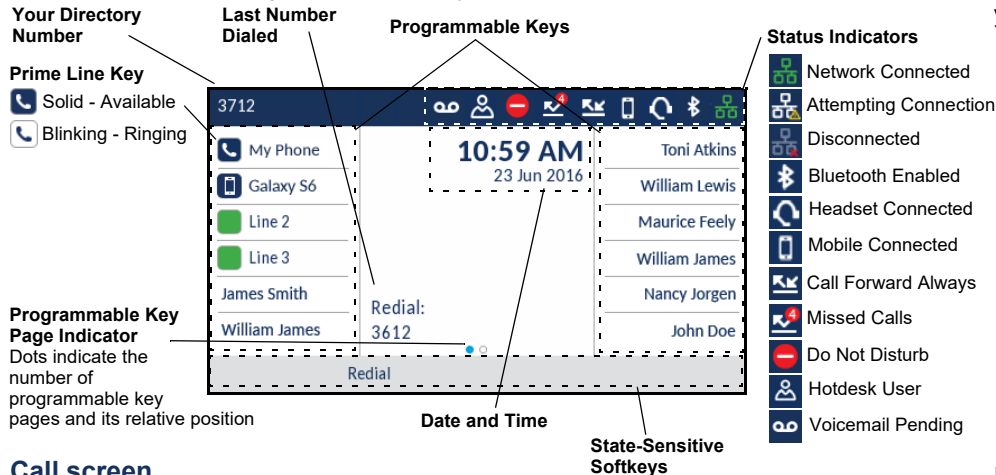 Your Directory
Number
Last Number
Dialed
Programmable Keys
Status Indicators
Prime Line Key
Solid - Available
Blinking - Ringing
3712
4
My Phone
Galaxy S6
Line 2
Line 3
James Smith
William James
10:59 AM
23 Jun 2016
Redial:
3612
Toni Atkins
William Lewis
Maurice Feely
William James
Nancy Jorgen
John Doe
Redial
Network Connected
Attempting Connection
Disconnected
Bluetooth Enabled
Headset Connected
Mobile Connected
Call Forward Always
4
Missed Calls
Do Not Disturb
Hotdesk User
Voicemail Pending
Programmable Key
Page Indicator
Dots indicate the
number of
programmable key
pages and its relative position
Date and Time
State-Sensitive
Softkeys
Call screen